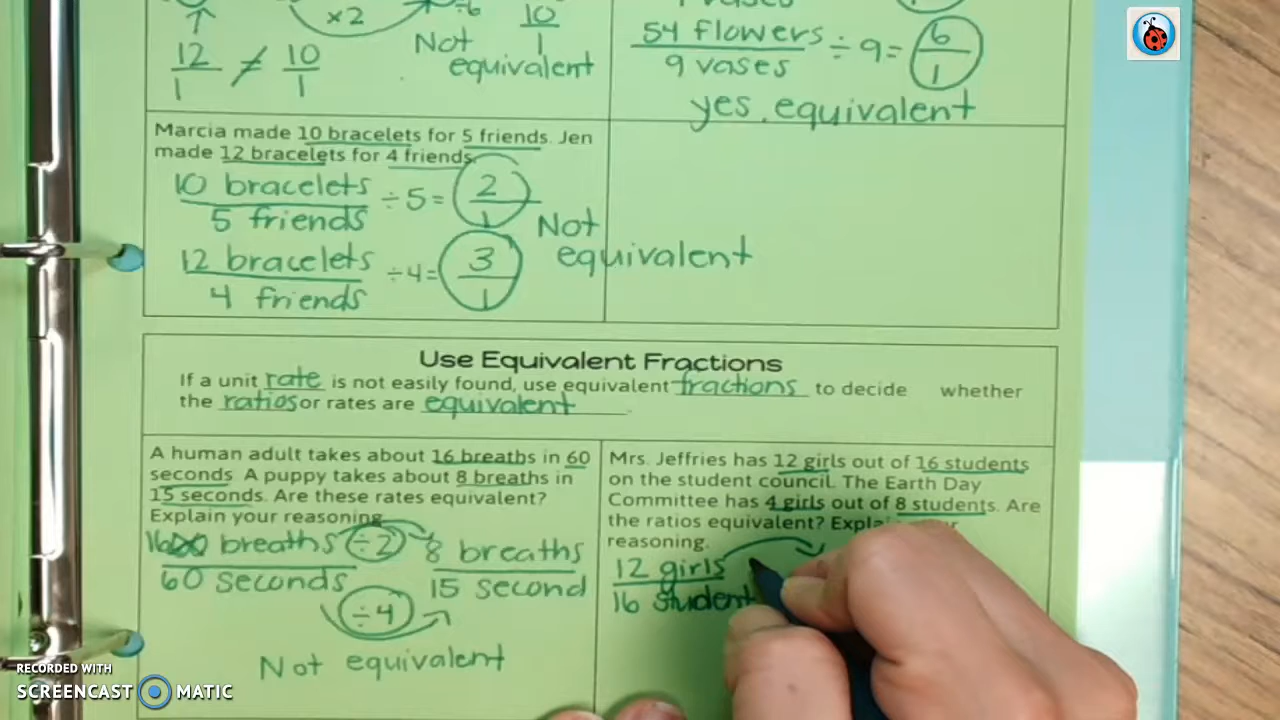 ×2
÷6
10
1
12
1
≠
10
1
Not
equivalent
54 flowers
9 vases
÷ 9 =
6
1
yes, equivalent
Marcia made 10 bracelets for 5 friends. Jen
made 12 bracelets for 4 friends.
10 bracelets
5 friends
÷ 5 =
2
1
12 bracelets
4 friends
÷4=
3
1
Not
equivalent
Use Equivalent Fractions
If a unit rate is not easily found, use equivalent fractions to decide whether
the ratios or rates are equivalent.
A human adult takes about 16 breaths in 60
seconds. A puppy takes about 8 breaths in
15 seconds. Are these rates equivalent?
Explain your reasoning.
16 breaths
60 seconds
÷2
8 breaths
15 second
÷4
Not equivalent
Mrs. Jeffries has 12 girls out of 16 students
on the student council. The Earth Day
Committee has 4 girls out of 8 students. Are
the ratios equivalent? Explain your
reasoning.
12 girls
16 student
RECORDED WITH
SCREENCAST MATIC